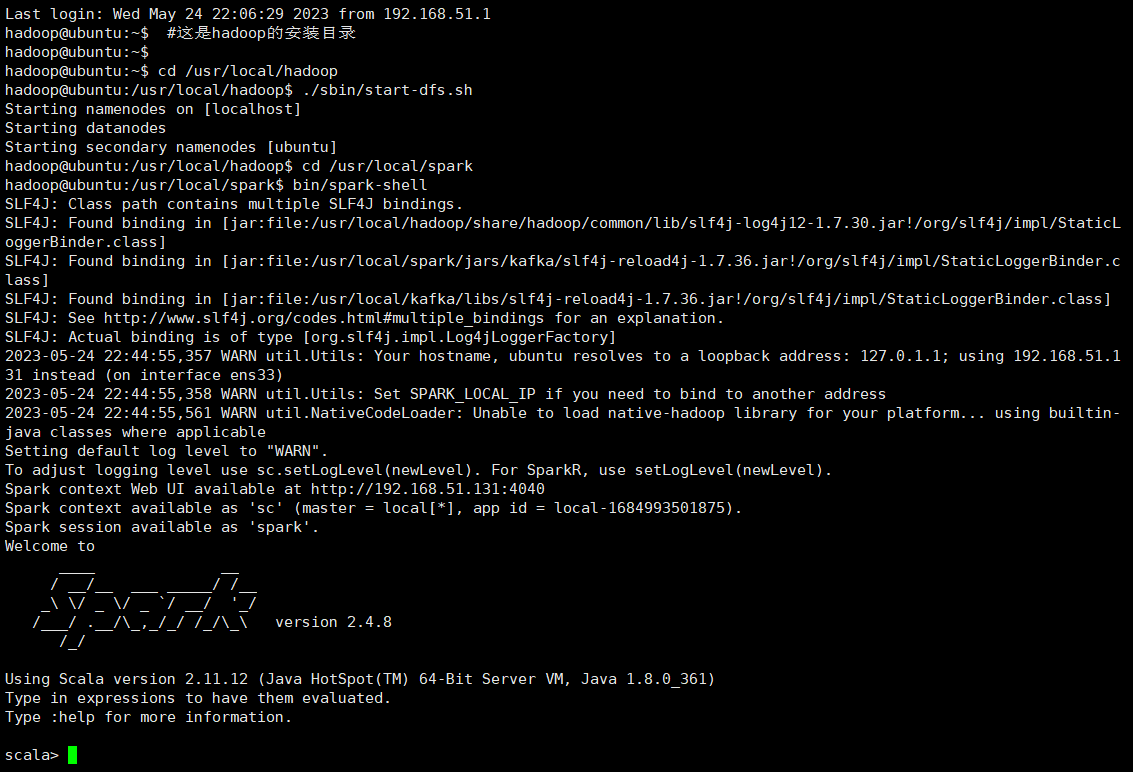 Last login: Wed May 24 22:06:29 2023 from 192.168.51.1
hadoop@ubuntu:~$  #这是hadoop的安装目录
hadoop@ubuntu:~$
hadoop@ubuntu:~$ cd /usr/local/hadoop
hadoop@ubuntu:/usr/local/hadoop$ ./sbin/start-dfs.sh
Starting namenodes on [localhost]
Starting datanodes
Starting secondary namenodes [ubuntu]
hadoop@ubuntu:/usr/local/hadoop$ cd /usr/local/spark
hadoop@ubuntu:/usr/local/spark$ bin/spark-shell
SLF4J: Class path contains multiple SLF4J bindings.
SLF4J: Found binding in [jar:file:/usr/local/hadoop/share/hadoop/common/lib/slf4j-log4j12-1.7.30.jar!/org/slf4j/impl/StaticL
oggerBinder.class]
SLF4J: Found binding in [jar:file:/usr/local/spark/jars/kafka/slf4j-reload4j-1.7.36.jar!/org/slf4j/impl/StaticLoggerBinder.c
lass]
SLF4J: Found binding in [jar:file:/usr/local/kafka/libs/slf4j-reload4j-1.7.36.jar!/org/slf4j/impl/StaticLoggerBinder.class]
SLF4J: See http://www.slf4j.org/codes.html#multiple_bindings for an explanation.
SLF4J: Actual binding is of type [org.slf4j.impl.Log4jLoggerFactory]
2023-05-24 22:44:55,357 WARN util.Utils: Your hostname, ubuntu resolves to a loopback address: 127.0.1.1; using 192.168.51.1
31 instead (on interface ens33)
2023-05-24 22:44:55,358 WARN util.Utils: Set SPARK_LOCAL_IP if you need to bind to another address
2023-05-24 22:44:55,561 WARN util.NativeCodeLoader: Unable to load native-hadoop library for your platform... using builtin-
java classes where applicable
Setting default log level to "WARN".
To adjust logging level use sc.setLogLevel(newLevel). For SparkR, use setLogLevel(newLevel).
Spark context Web UI available at http://192.168.51.131:4040
Spark context available as 'sc' (master = local[*], app id = local-1684993501875).
Spark session available as 'spark'.
Welcome to
      ____              __
     / __/__  ___ _____/ /__
    _\ \/ _ \/ _ `/ __/  '_/
   /___/ .__/\_,_/_/ /_/\_\   version 2.4.8
      /_/
Using Scala version 2.11.12 (Java HotSpot(TM) 64-Bit Server VM, Java 1.8.0_361)
Type in expressions to have them evaluated.
Type :help for more information.
scala>